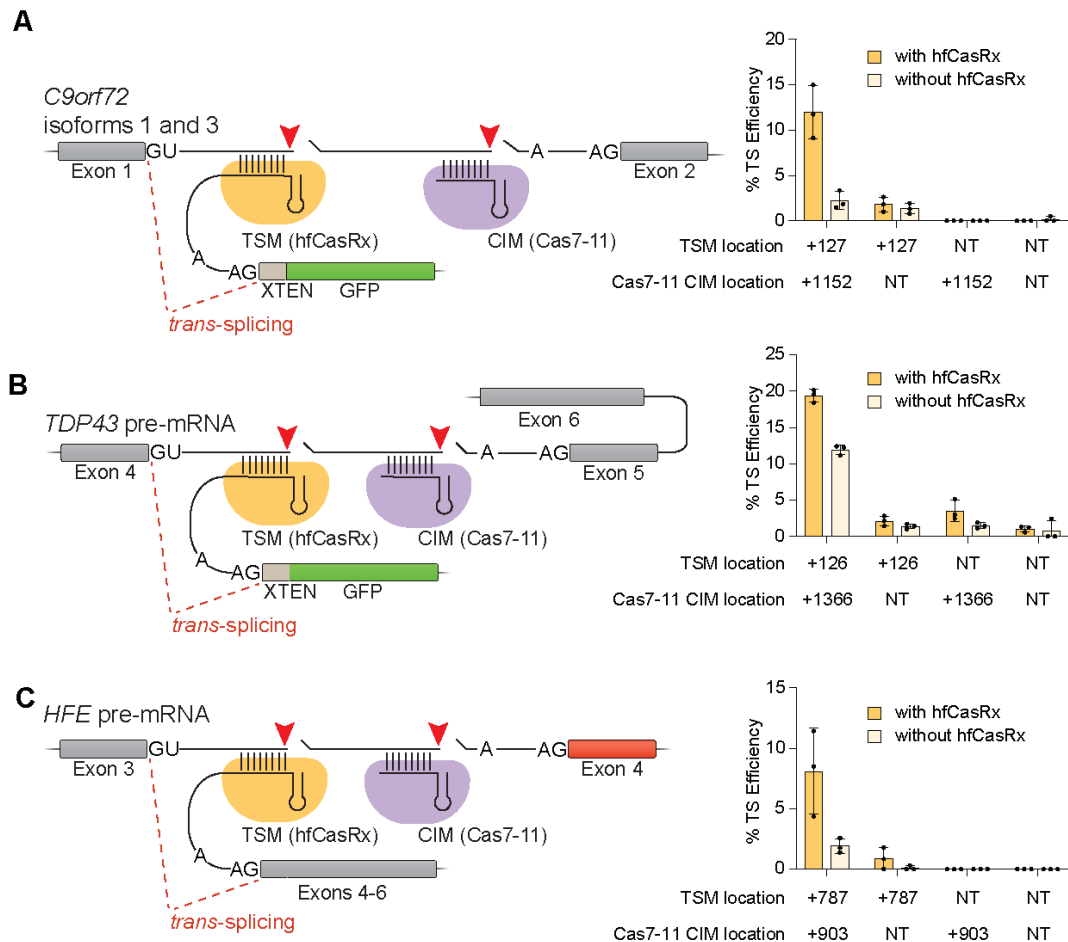 A
C9orf72
isoforms 1 and 3
GU
A
AG
Exon 1
Exon 2
TSM (hfCasRx)
CIM (Cas7-11)
A
AG
XTEN
GFP
trans-splicing
% TS Efficiency
20
15
10
5
0
with hfCasRx
without hfCasRx
TSM location
+127
+127
NT
NT
Cas7-11 CIM location
+1152
NT
+1152
NT
B
TDP43 pre-mRNA
Exon 6
GU
A
AG
Exon 4
Exon 5
TSM (hfCasRx)
CIM (Cas7-11)
A
AG
XTEN
GFP
trans-splicing
% TS Efficiency
25
20
15
10
5
0
with hfCasRx
without hfCasRx
TSM location
+126
+126
NT
NT
Cas7-11 CIM location
+1366
NT
+1366
NT
C
HFE pre-mRNA
GU
A
AG
Exon 3
Exon 4
TSM (hfCasRx)
CIM (Cas7-11)
A
AG
Exons 4-6
trans-splicing
% TS Efficiency
15
10
5
0
with hfCasRx
without hfCasRx
TSM location
+787
+787
NT
NT
Cas7-11 CIM location
+903
NT
+903
NT